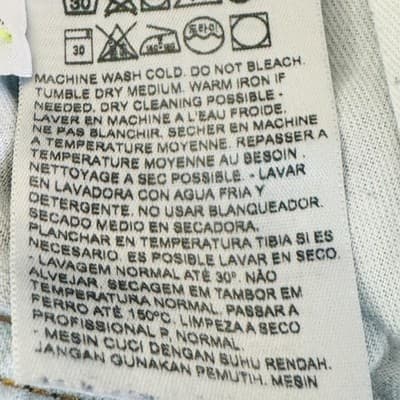 30
30
MACHINE WASH COLD. DO NOT BLEACH.
TUMBLE DRY MEDIUM. WARM IRON IF
NEEDED. DRY CLEANING POSSIBLE -
LAVER EN MACHINE A L'EAU FROIDE.
NE PAS BLANCHIR. SECHER EN MACHINE
A TEMPERATURE MOYENNE. REPASSER A
TEMPERATURE MOYENNE AU BESOIN.
NETTOYAGE A SEC POSSIBLE. - LAVAR
EN LAVADORA CON AGUA FRIA Y
DETERGENTE. NO USAR BLANQUEADOR.
SECADO MEDIO EN SECADORA.
PLANCHAR EN TEMPERATURA TIBIA SI ES
NECESARIO. ES POSIBLE LAVAR EN SECO.
- LAVAGEM NORMAL ATÉ 30º. NÃO
ALVEJAR. SECAGEM EM TAMBOR EM
TEMPERATURA NORMAL. PASSAR A
FERRO ATÉ 150ºC. LIMPEZA A SECO
PROFISSIONAL P, NORMAL.
- MESIN CUCI DENGAN SUHU RENDAH.
JANGAN GUNAKAN PEMUTIH. MESIN